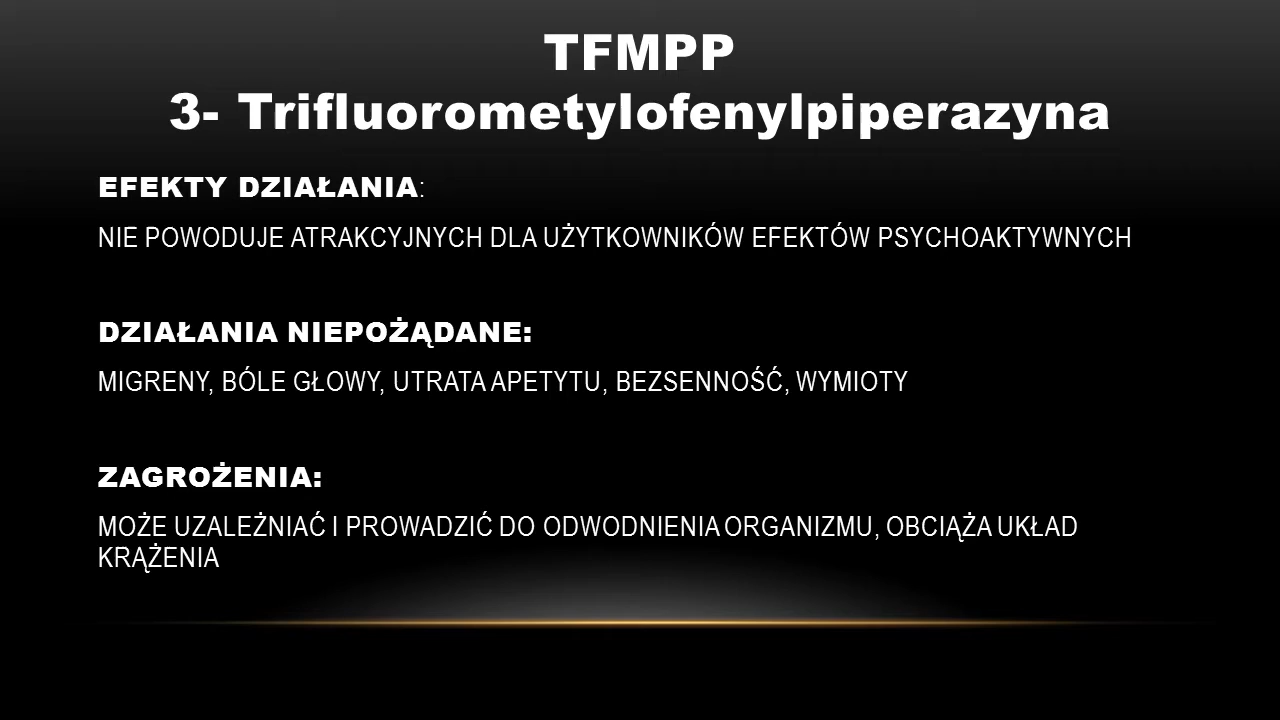 TFMPP
3- Trifluorometylofenylpiperazyna
EFEKTY DZIAŁANIA:
NIE POWODUJE ATRAKCYJNYCH DLA UŻYTKOWNIKÓW EFEKTÓW PSYCHOAKTYWNYCH
DZIAŁANIA NIEPOŻĄDANE:
MIGRENY, BÓLE GŁOWY, UTRATA APETYTU, BEZSENNOŚĆ, WYMIOTY
ZAGROŻENIA:
MOŻE UZALEŻNIAĆ I PROWADZIĆ DO ODWODNIENIA ORGANIZMU, OBCIĄŻA UKŁAD
KRĄŻENIA